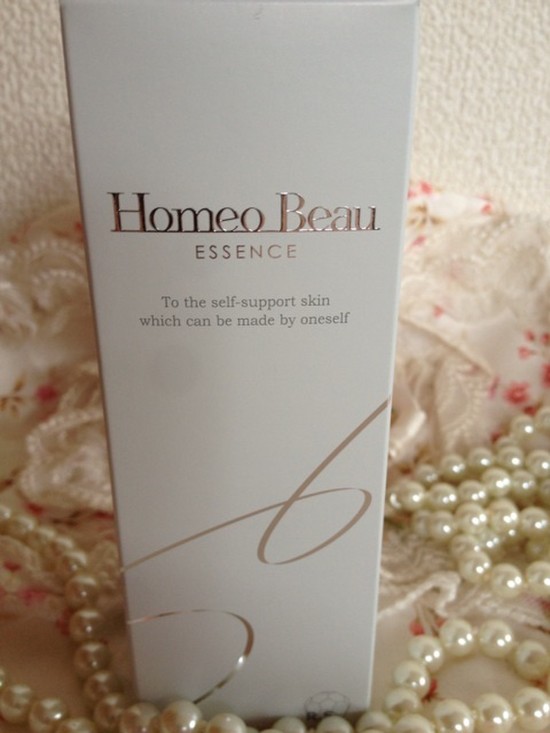 Homeo Beau
ESSENCE
To the self-support skin
which can be made by oneself